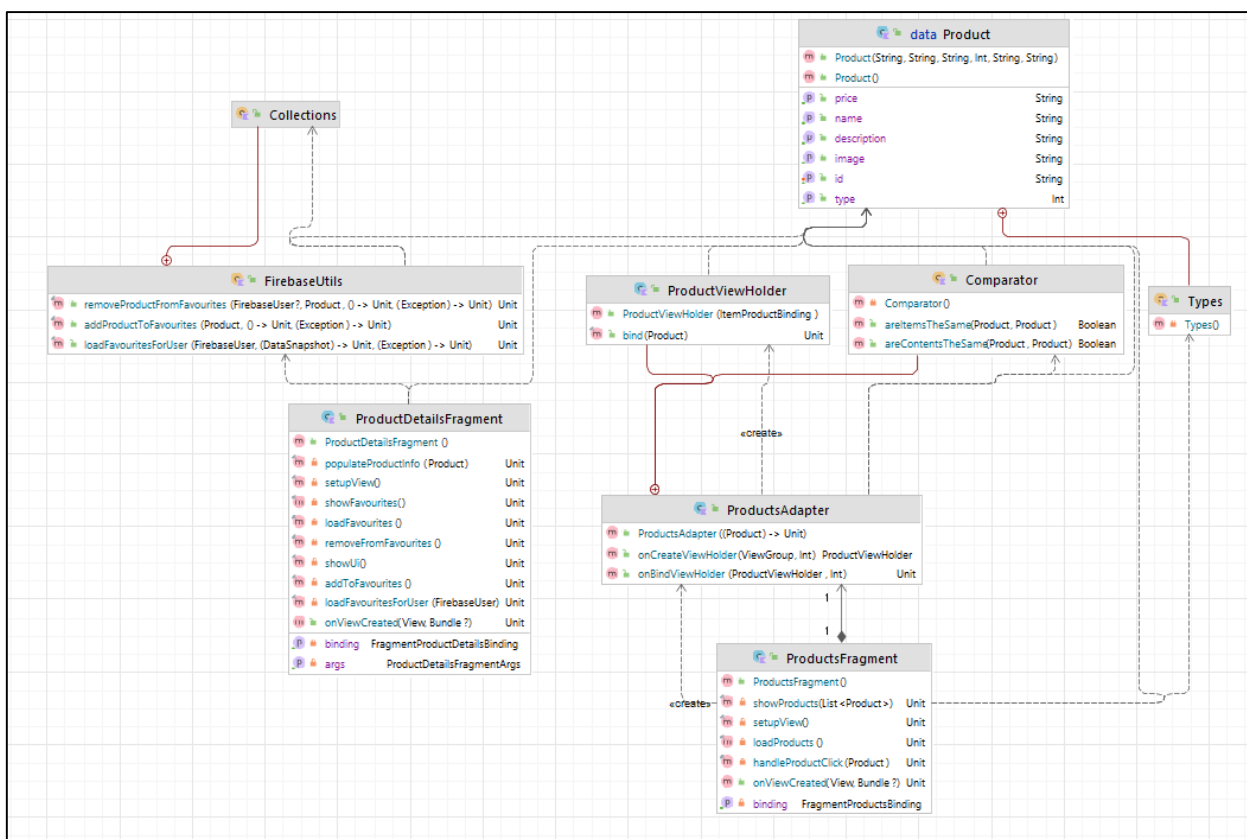 data Product
Product(String, String, String, Int, String, String)
Product()
price String
name String
description String
image String
id String
type Int
Collections
FirebaseUtils
removeProductFromFavourites (FirebaseUser?, Product, () -> Unit, (Exception) -> Unit) Unit
addProductToFavourites (Product, () -> Unit, (Exception) -> Unit) Unit
loadFavouritesForUser (FirebaseUser, (DataSnapshot) -> Unit, (Exception) -> Unit) Unit
ProductViewHolder
ProductViewHolder (ItemProductBinding)
bind(Product) Unit
Comparator
Comparator()
areItemsTheSame(Product, Product) Boolean
areContentsTheSame(Product, Product) Boolean
Types
Types()
ProductDetailsFragment
ProductDetailsFragment ()
populateProductInfo (Product) Unit
setupView() Unit
showFavourites() Unit
loadFavourites () Unit
removeFromFavourites () Unit
showUi() Unit
addToFavourites () Unit
loadFavouritesForUser (FirebaseUser) Unit
onViewCreated(View, Bundle?) Unit
binding FragmentProductDetailsBinding
args ProductDetailsFragmentArgs
«create»
ProductsAdapter
ProductsAdapter((Product) -> Unit)
onCreateViewHolder(ViewGroup, Int) ProductViewHolder
onBindViewHolder (ProductViewHolder, Int) Unit
1
1
«create»
ProductsFragment
ProductsFragment()
showProducts(List<Product>) Unit
setupView() Unit
loadProducts () Unit
handleProductClick(Product) Unit
onViewCreated(View, Bundle?) Unit
binding FragmentProductsBinding